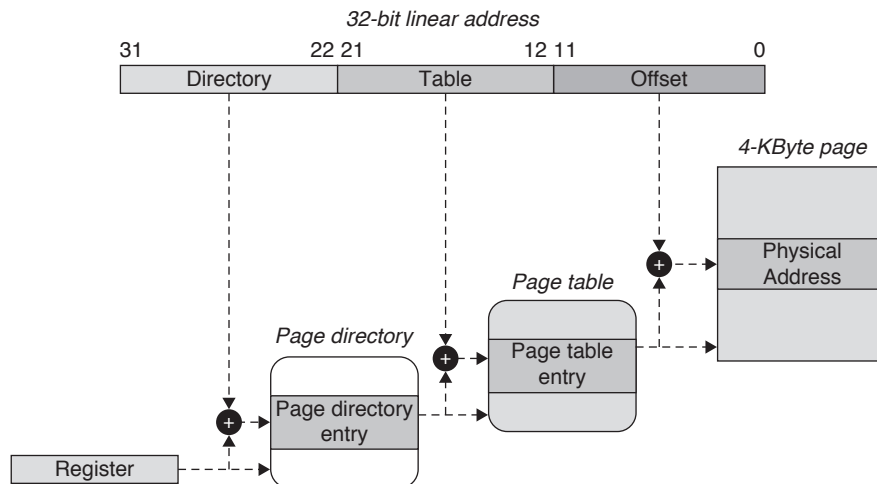 32-bit linear address
31 22 21 12 11 0
Directory Table Offset
4-KByte page
+ Physical
Address
Page table
Page directory
+ Page table
entry
+ Page directory
entry
Register